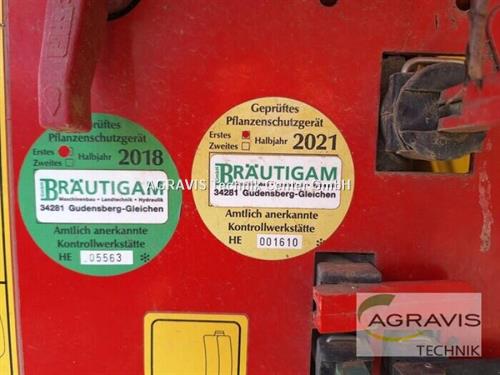 Geprüftes
Pflanzenschutzgerät
Erstes
Zweites
Halbjahr 2018
BRÄUTIGAM
Maschinenbau • Landtechnik • Hydraulik
34281 Gudensberg-Gleichen
Amtlich anerkannte
Kontrollwerkstätte
HE 05563 *
Geprüftes
Pflanzenschutzgerät
Erstes
Zweites
Halbjahr 2021
BRÄUTIGAM
34281 Gudensberg-Gleichen
Amtlich anerkannte
Kontrollwerkstätte
HE 001610 *
AGRAVIS Technik Center GmbH
AGRAVIS
TECHNIK